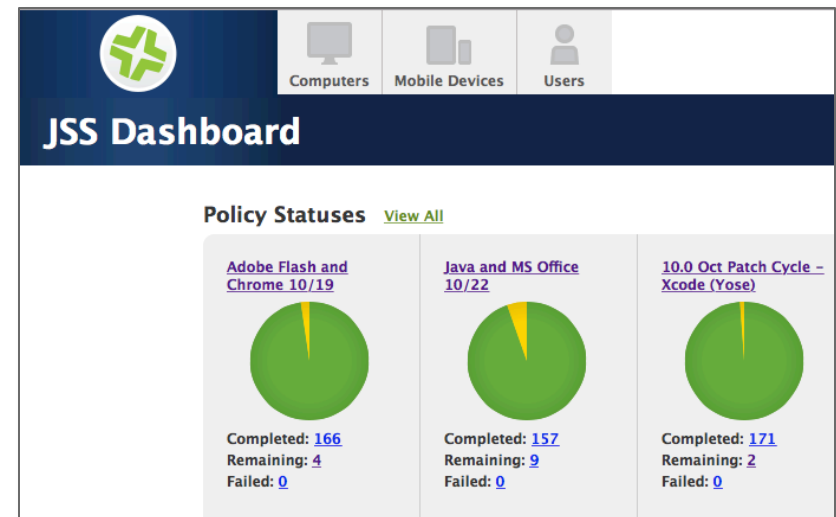 Computers
Mobile Devices
Users
JSS Dashboard
Policy Statuses View All
Adobe Flash and
Chrome 10/19
Completed: 166
Remaining: 4
Failed: 0
Java and MS Office
10/22
Completed: 157
Remaining: 9
Failed: 0
10.0 Oct Patch Cycle –
Xcode (Yose)
Completed: 171
Remaining: 2
Failed: 0